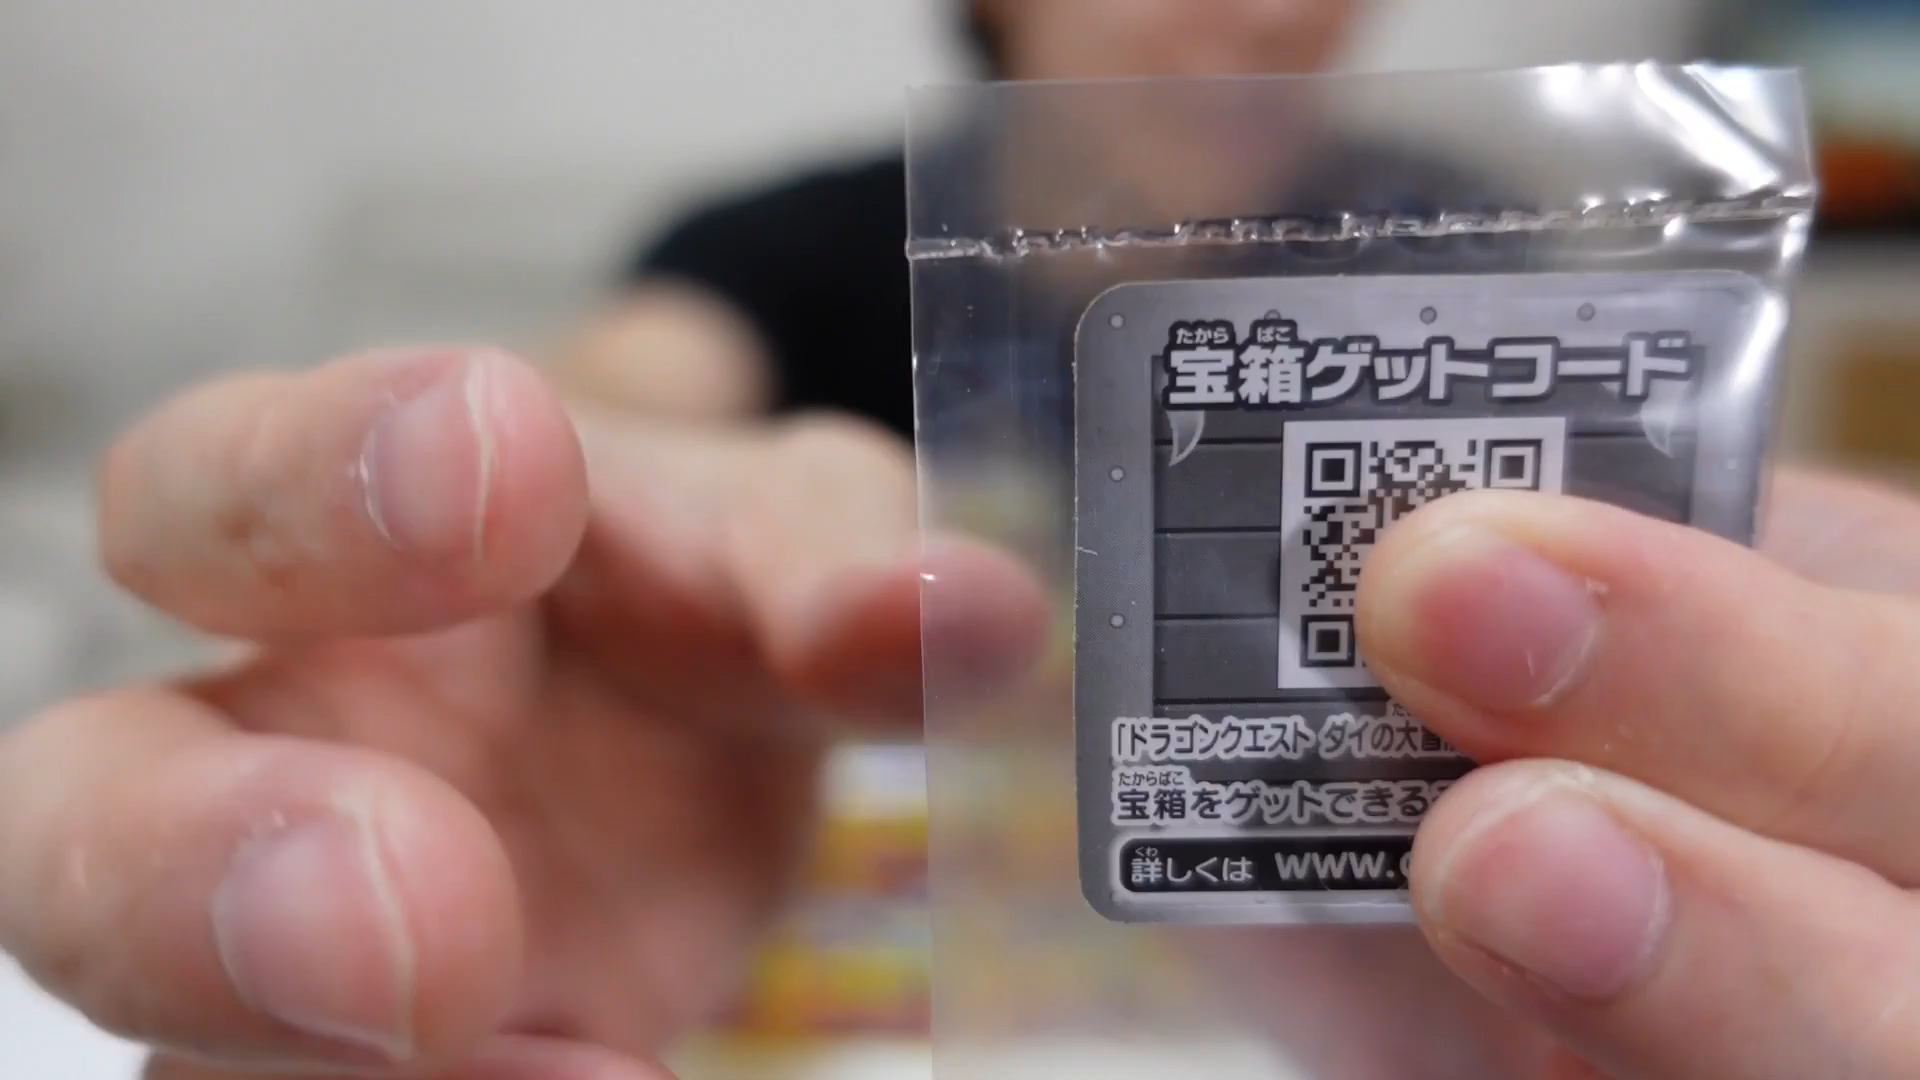 たから ばこ
宝箱ゲットコード
「ドラゴンクエスト ダイの大冒
たからばこ
宝箱をゲットできる
くわ
詳しくは www.